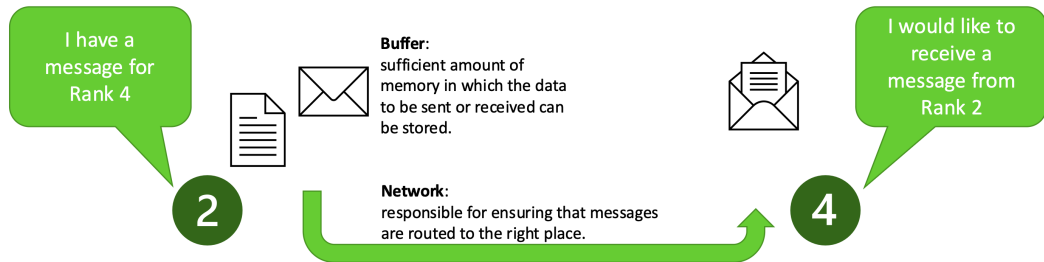 I have a
message for
Rank 4
Buffer:
sufficient amount of
memory in which the data
to be sent or received can
be stored.
I would like to
receive a
message from
Rank 2
2
Network:
responsible for ensuring that messages
are routed to the right place.
4